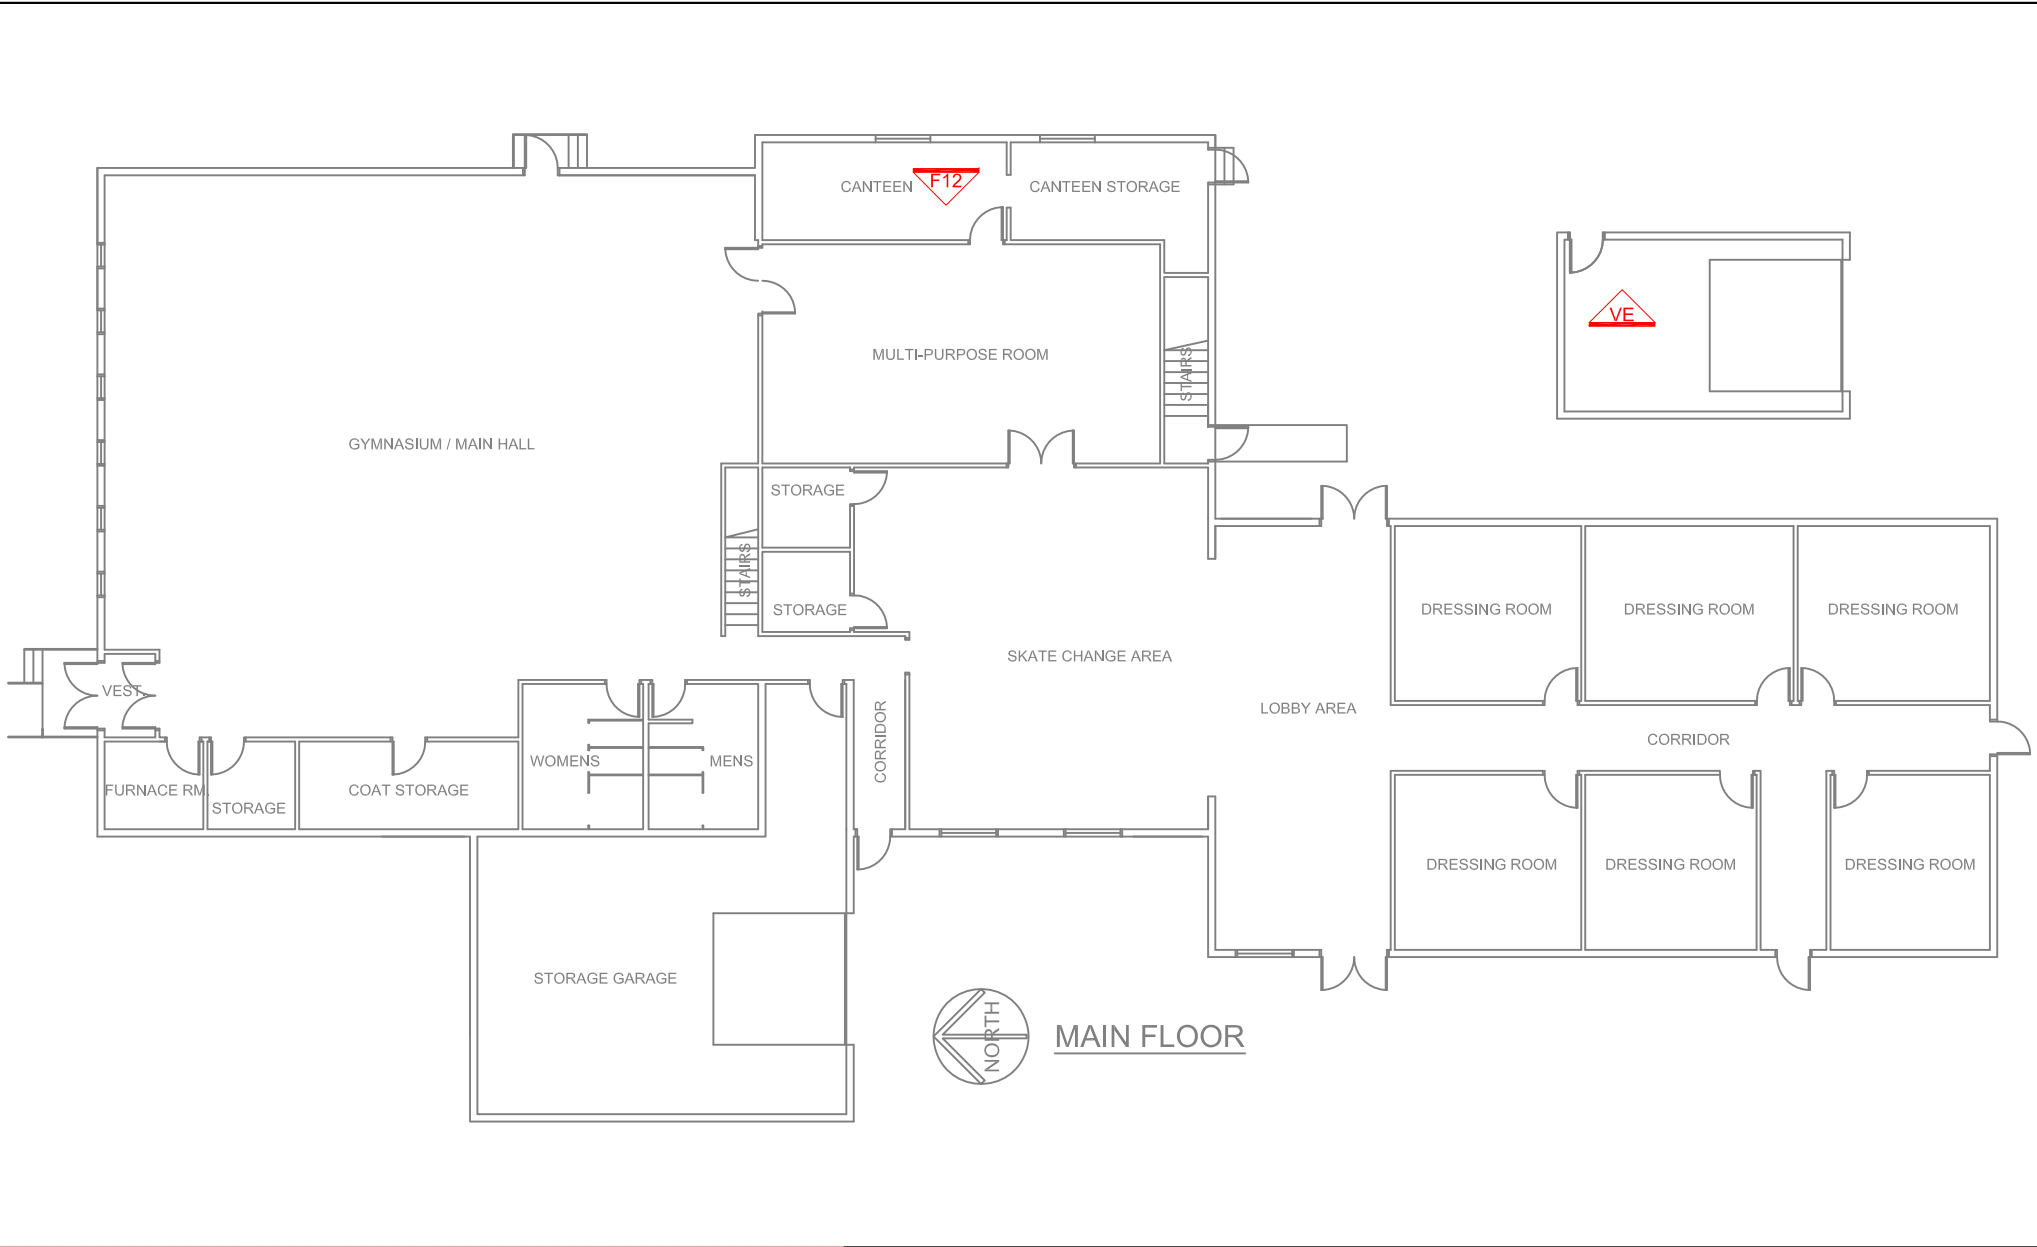 CANTEEN
F12
CANTEEN STORAGE
VE
MULTI-PURPOSE ROOM
STAIRS
GYMNASIUM / MAIN HALL
STORAGE
STAIRS
STORAGE
DRESSING ROOM
DRESSING ROOM
DRESSING ROOM
SKATE CHANGE AREA
VEST.
LOBBY AREA
CORRIDOR
CORRIDOR
WOMENS
MENS
FURNACE RM.
STORAGE
COAT STORAGE
DRESSING ROOM
DRESSING ROOM
DRESSING ROOM
STORAGE GARAGE
NORTH
MAIN FLOOR